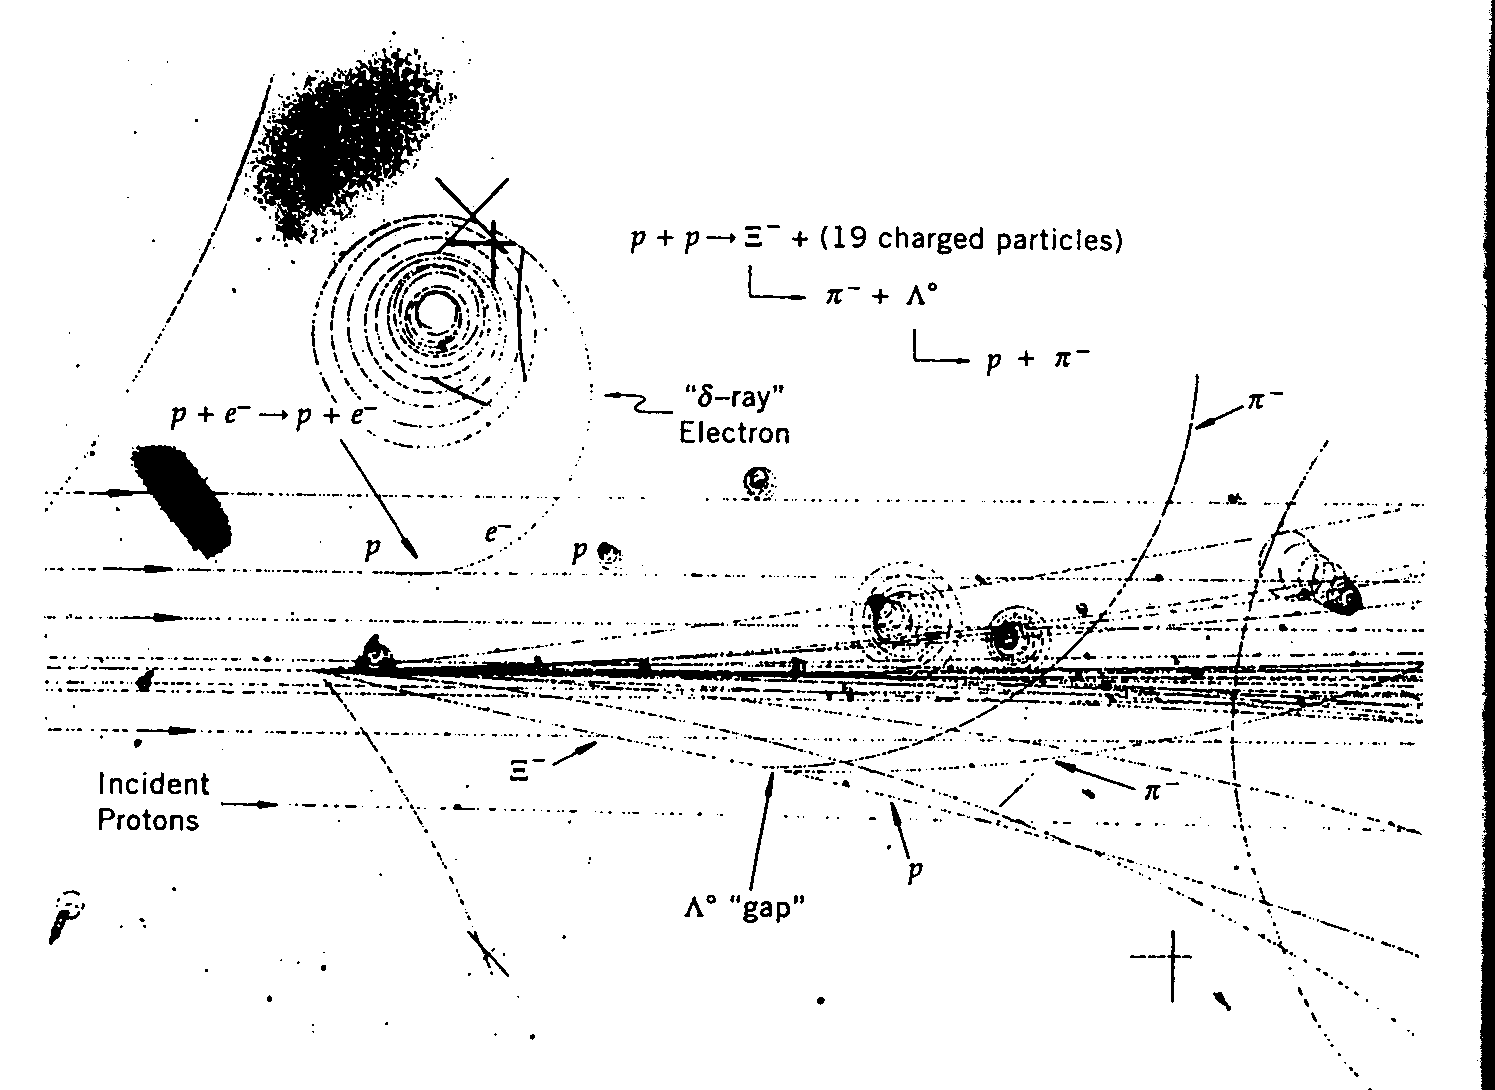 p + p → Ξ⁻ + (19 charged particles)
π⁻ + Λ°
p + π⁻
"δ–ray"
Electron
π⁻
p + e⁻ → p + e⁻
e⁻
p
p
Ξ⁻
π⁻
Incident
Protons
p
Λ° "gap"